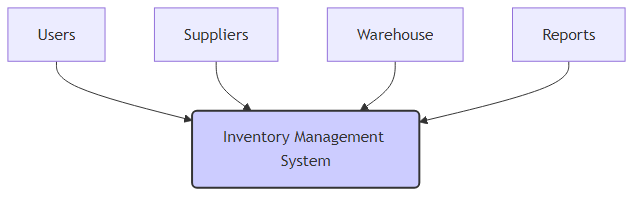 Users
Suppliers
Warehouse
Reports
Inventory Management
System